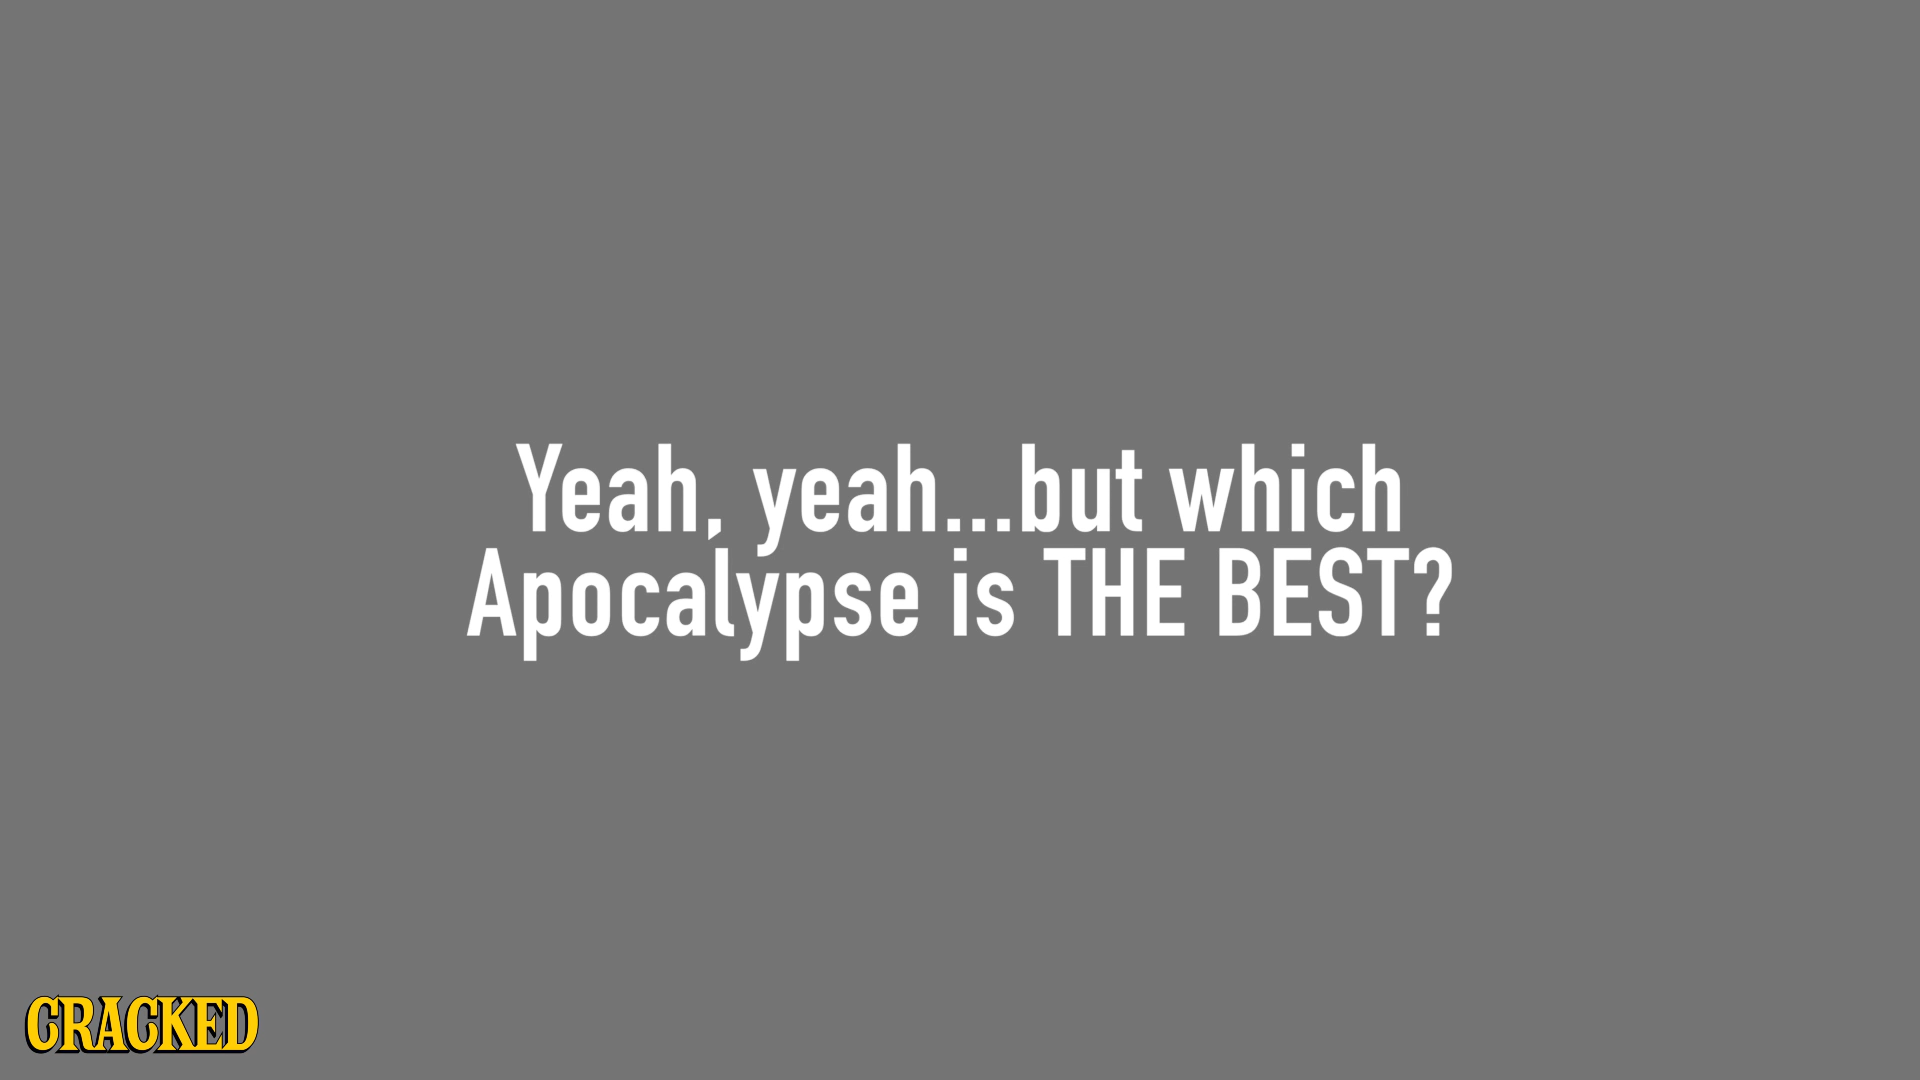 Yeah, yeah...but which
Apocalypse is THE BEST?
CRACKED